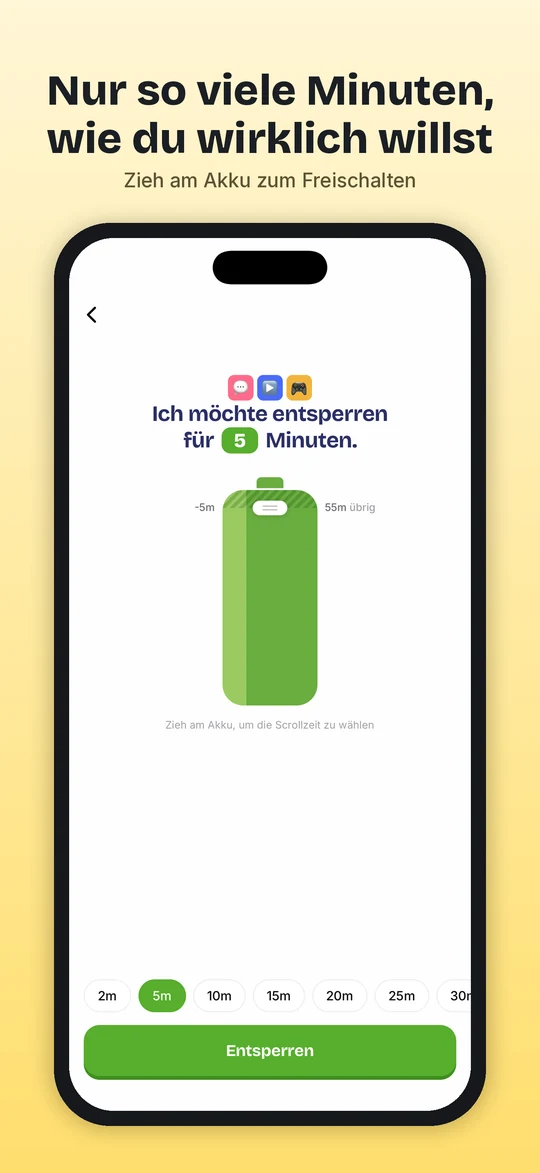 Nur so viele Minuten,
wie du wirklich willst
Zieh am Akku zum Freischalten
Ich möchte entsperren
für 5 Minuten.
-5m
55m übrig
Zieh am Akku, um die Scrollzeit zu wählen
2m 5m 10m 15m 20m 25m 30m
Entsperren